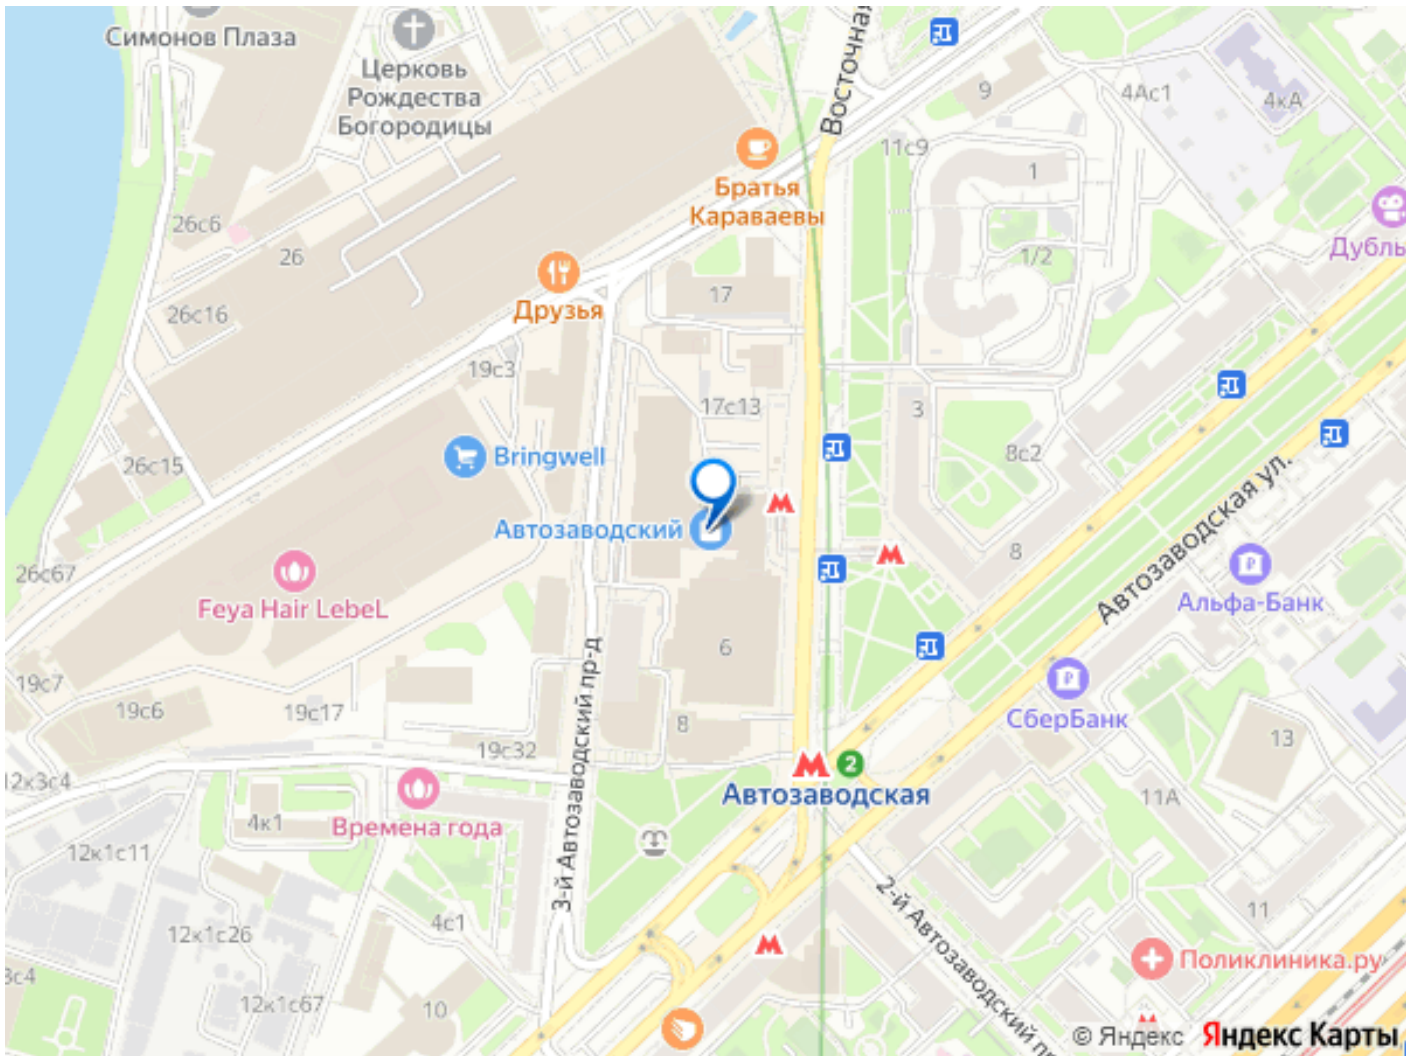 Симонов Плаза
Церковь
Рождества
Богородицы
Восточная
9
4Ас1
4кА
11с9
1
Братья
Караваевы
26с6
26
1/2
Дубль
17
Друзья
26с16
19с3
17с13
3
8с2
26с15
Bringwell
Автозаводский
Автозаводская ул.
8
26с67
Feya Hair LebeL
Альфа-Банк
6
3-й Автозаводский пр-д
19с7
19с6
19с17
8
СберБанк
13
19с32
2
12к3с4
Автозаводская
11А
4к1
Времена года
12к1с11
2-й Автозаводский пр
4с1
11
12к1с26
Поликлиника.ру
3с4
12к1с67
10
© Яндекс Яндекс Карты